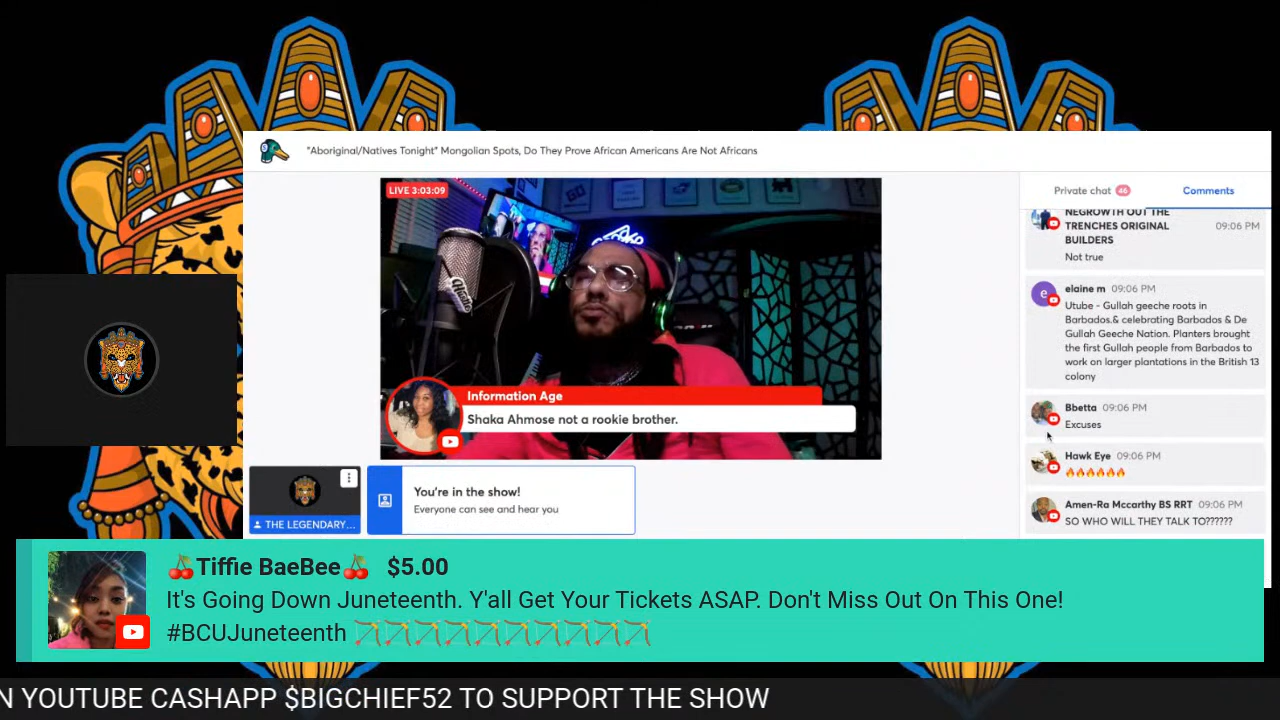 "Aboriginal/Natives Tonight" Mongolian Spots, Do They Prove African Americans Are Not Africans
LIVE 3:03:09
Information Age
Shaka Ahmose not a rookie brother.
THE LEGENDARY...
You're in the show!
Everyone can see and hear you
Private chat 46
Comments
NEGROWTH OUT THE
TRENCHES ORIGINAL
BUILDERS
09:06 PM
Not true
elaine m 09:06 PM
Utube - Gullah geeche roots in
Barbados.& celebrating Barbados & De
Gullah Geeche Nation. Planters brought
the first Gullah people from Barbados to
work on larger plantations in the British 13
colony
Bbetta 09:06 PM
Excuses
Hawk Eye 09:06 PM
🔥🔥🔥🔥🔥🔥
Amen-Ra Mccarthy BS RRT 09:06 PM
SO WHO WILL THEY TALK TO??????
🍒Tiffie BaeBee🍒 $5.00
It's Going Down Juneteenth. Y'all Get Your Tickets ASAP. Don't Miss Out On This One!
#BCUJuneteenth 🏹🏹🏹🏹🏹🏹🏹🏹🏹🏹
N YOUTUBE CASHAPP $BIGCHIEF52 TO SUPPORT THE SHOW